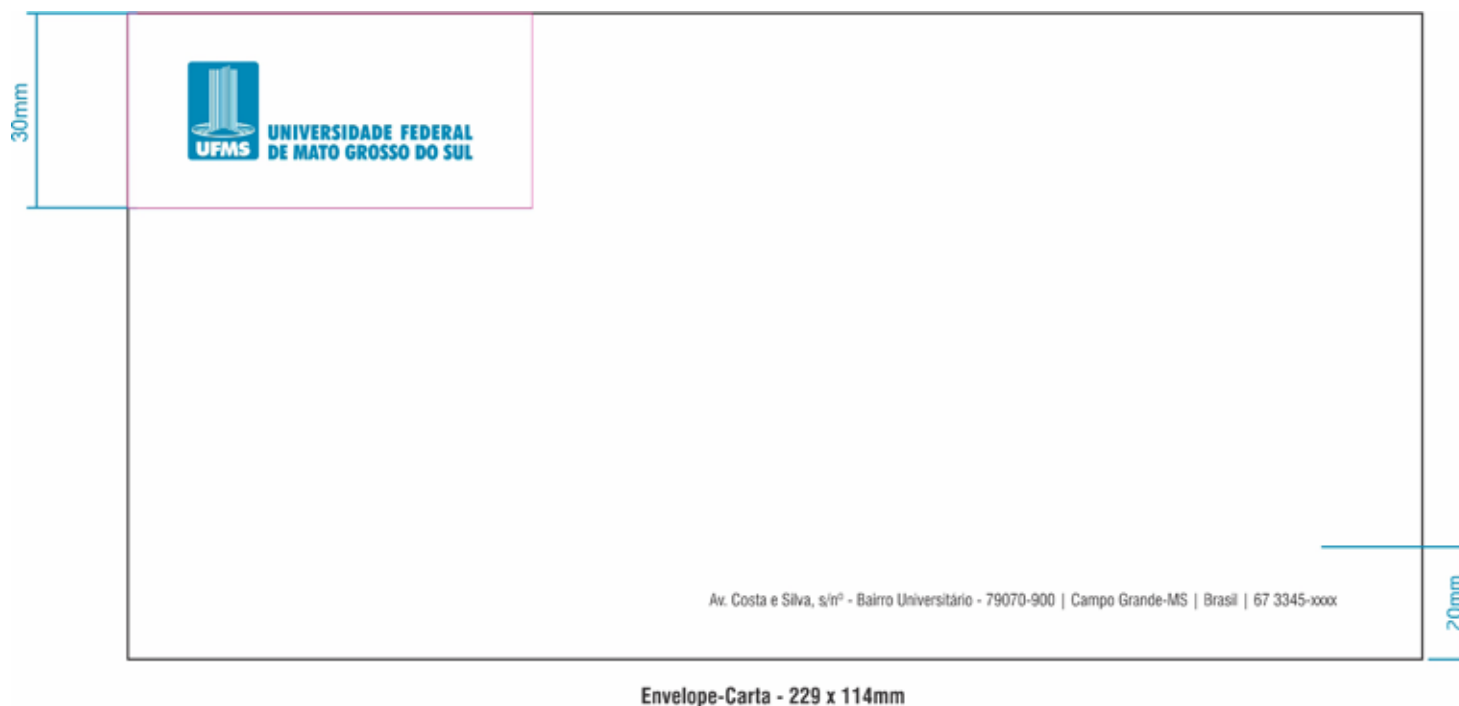 30mm
UFMS
UNIVERSIDADE FEDERAL
DE MATO GROSSO DO SUL
Av. Costa e Silva, s/nº - Bairro Universitário - 79070-900 | Campo Grande-MS | Brasil | 67 3345-xxxx
20mm
Envelope-Carta - 229 x 114mm